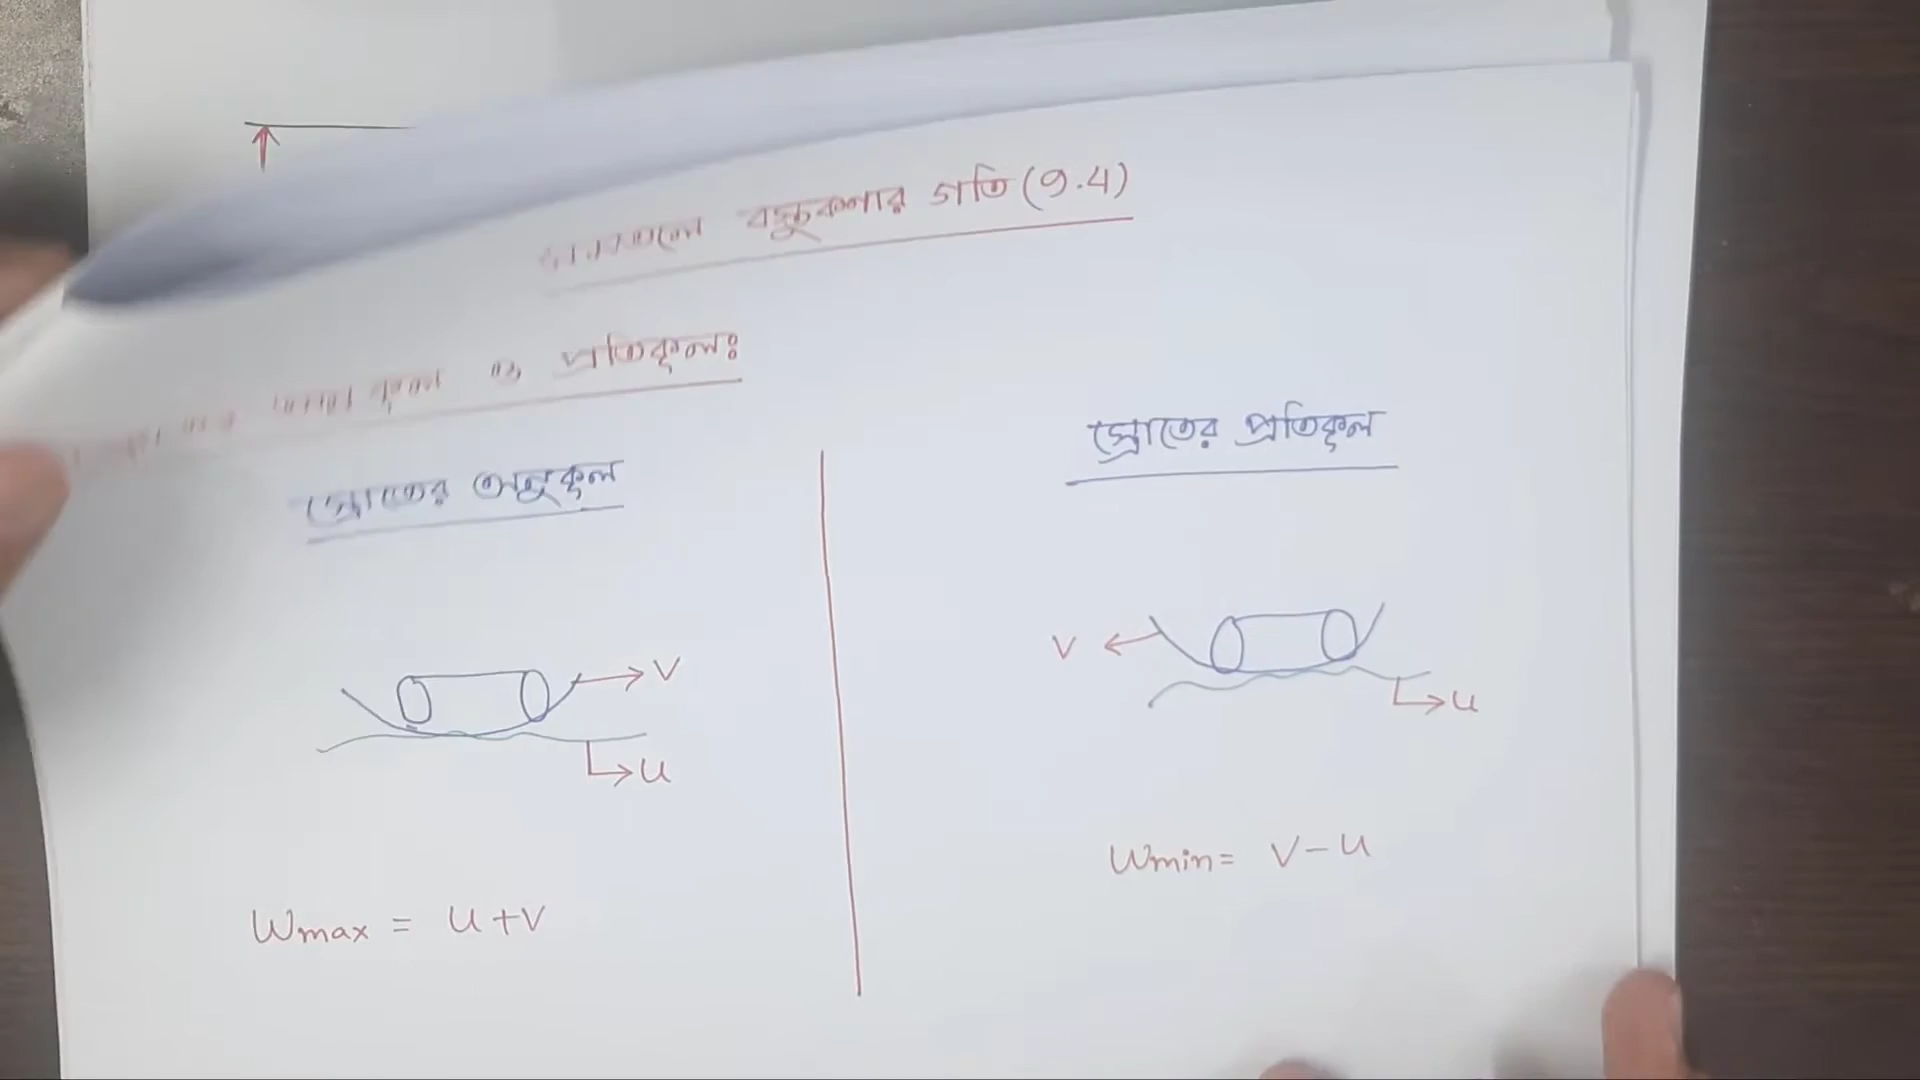 বস্তুকণার গতি (9.4)
ও প্রতিকূলঃ
স্রোতের অনুকূল
স্রোতের প্রতিকূল
V
u
V
u
Wmax = u+v
Wmin = V-u